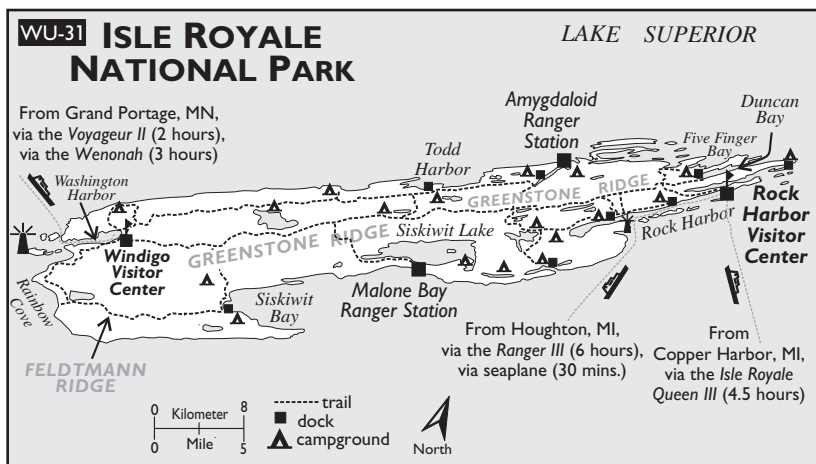 WU-31 ISLE ROYALE
NATIONAL PARK
LAKE SUPERIOR
From Grand Portage, MN,
via the Voyageur II (2 hours),
via the Wenonah (3 hours)
Washington
Harbor
Todd
Harbor
Amygdaloid
Ranger
Station
Five Finger
Bay
Duncan
Bay
GREENSTONE RIDGE
GREENSTONE RIDGE
Siskiwit Lake
Rock Harbor
Rock
Harbor
Visitor
Center
Windigo
Visitor
Center
Rainbow
Cove
Siskiwit
Bay
Malone Bay
Ranger Station
FELDTMANN
RIDGE
From Houghton, MI,
via the Ranger III (6 hours),
via seaplane (30 mins.)
From
Copper Harbor, MI,
via the Isle Royale
Queen III (4.5 hours)
0 Kilometer 8
0 Mile 5
trail
dock
campground
North